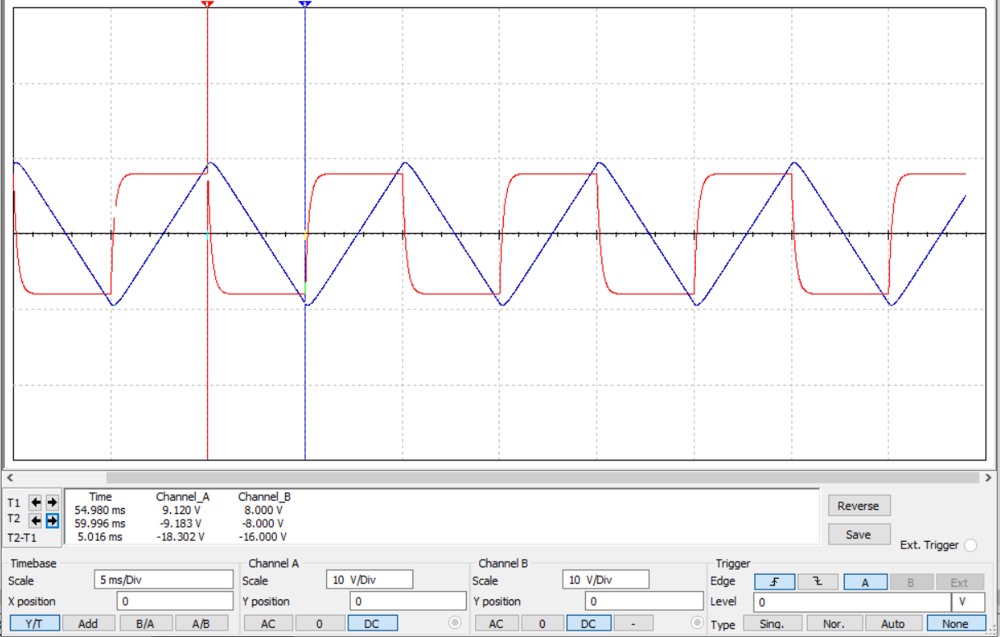 1 2
Time Channel_A Channel_B
T1 54.980 ms 9.120 V 8.000 V
T2 59.996 ms -9.183 V -8.000 V
T2-T1 5.016 ms -18.302 V -16.000 V
Reverse
Save
Ext. Trigger
Timebase Channel A Channel B Trigger
Scale 5 ms/Div Scale 10 V/Div Scale 10 V/Div Edge A B Ext
X position 0 Y position 0 Y position 0 Level 0 V
Y/T Add B/A A/B AC 0 DC AC 0 DC - Type Sing. Nor. Auto None